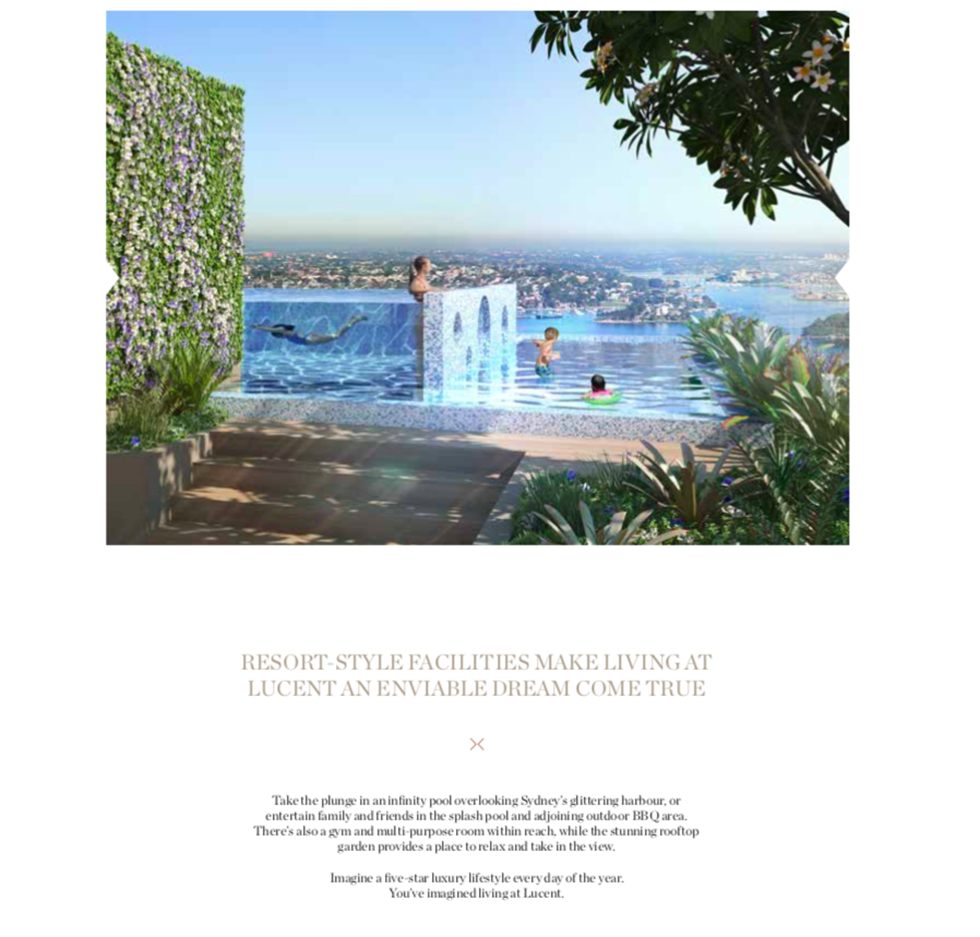 RESORT-STYLE FACILITIES MAKE LIVING AT
LUCENT AN ENVIABLE DREAM COME TRUE
Take the plunge in an infinity pool overlooking Sydney's glittering harbour, or
entertain family and friends in the splash pool and adjoining outdoor BBQ area.
There's also a gym and multi-purpose room within reach, while the stunning rooftop
garden provides a place to relax and take in the view.
Imagine a five-star luxury lifestyle every day of the year.
You've imagined living at Lucent.